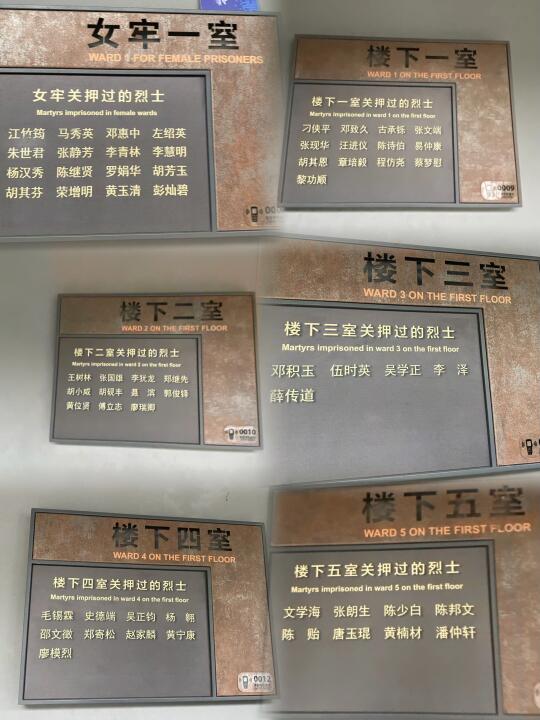 女牢一室
WARD 1 FOR FEMALE PRISONERS
女牢关押过的烈士
Martyrs imprisoned in female wards
江竹筠 马秀英 邓惠中 左绍英
朱世君 张静芳 李青林 李慧明
杨汉秀 陈继贤 罗娟华 胡芳玉
胡其芬 荣增明 黄玉清 彭灿碧
楼下一室
WARD 1 ON THE FIRST FLOOR
楼下一室关押过的烈士
Martyrs imprisoned in ward 1 on the first floor
刁侠平 邓致久 古承铄 张文端
张现华 汪进仪 陈诗伯 易仲康
胡其恩 章培毅 程仿尧 蔡梦慰
黎功顺
0009
楼下二室
WARD 2 ON THE FIRST FLOOR
楼下二室关押过的烈士
Martyrs imprisoned in ward 2 on the first floor
王树林 张国雄 李犹龙 郑继先
胡小咸 胡砚丰 聂滨 郭俊铎
黄位贤 傅立志 廖瑞卿
0010
楼下三室
WARD 3 ON THE FIRST FLOOR
楼下三室关押过的烈士
Martyrs imprisoned in ward 3 on the first floor
邓积玉 伍时英 吴学正 李泽
薛传道
楼下四室
WARD 4 ON THE FIRST FLOOR
楼下四室关押过的烈士
Martyrs imprisoned in ward 4 on the first floor
毛锡霖 史德端 吴正钧 杨翱
邵文徵 郑寄松 赵家麟 黄宁康
廖模烈
0012
楼下五室
WARD 5 ON THE FIRST FLOOR
楼下五室关押过的烈士
Martyrs imprisoned in ward 5 on the first floor
文学海 张朗生 陈少白 陈邦文
陈贻 唐玉琨 黄楠材 潘仲轩